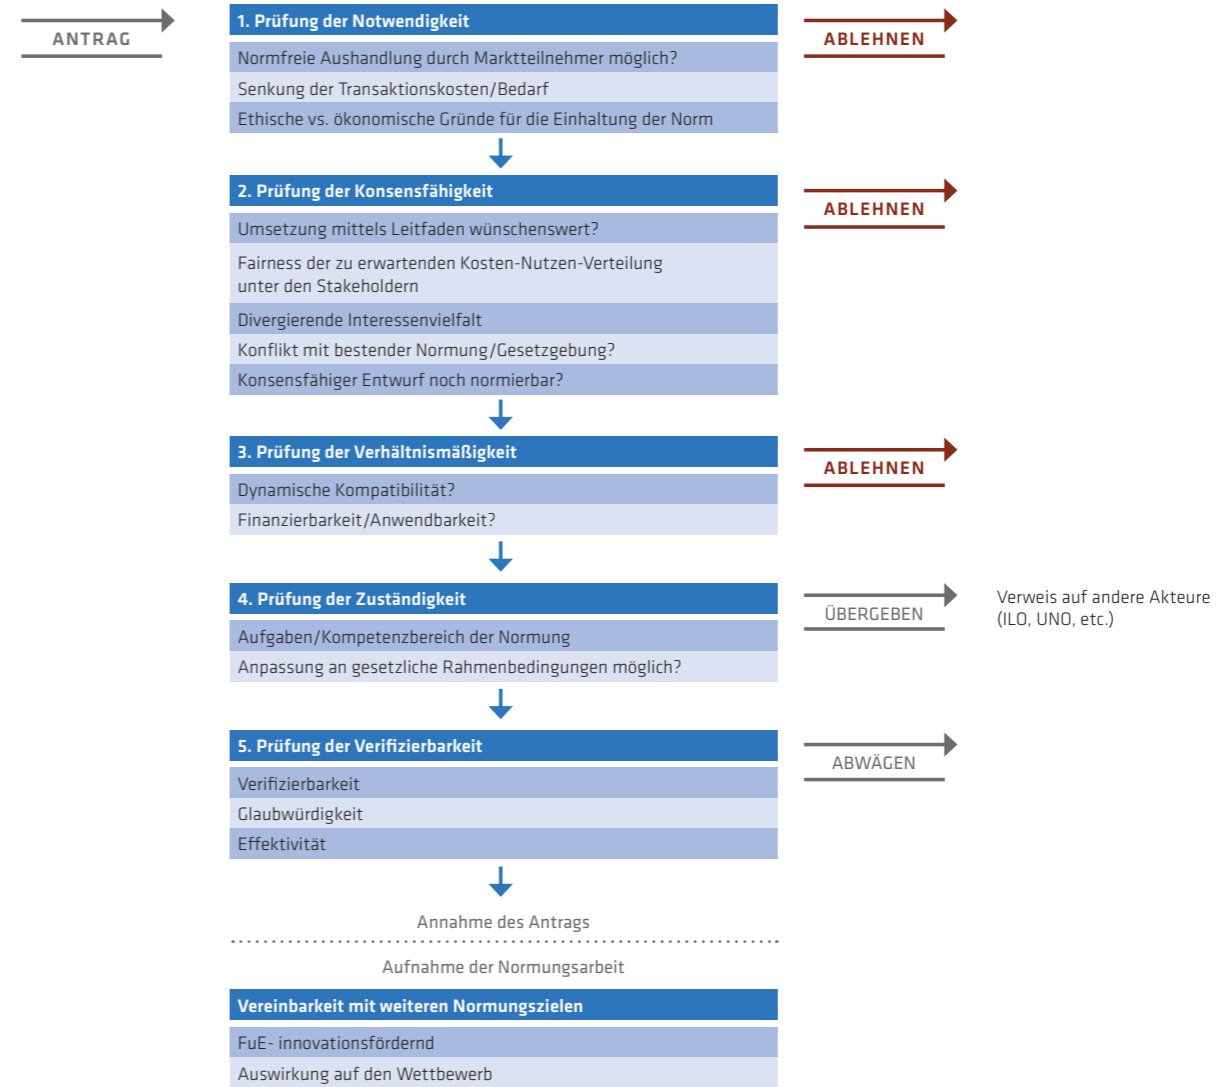 ANTRAG
1. Prüfung der Notwendigkeit
ABLEHNEN
Normfreie Aushandlung durch Marktteilnehmer möglich?
Senkung der Transaktionskosten/Bedarf
Ethische vs. ökonomische Gründe für die Einhaltung der Norm
2. Prüfung der Konsensfähigkeit
ABLEHNEN
Umsetzung mittels Leitfaden wünschenswert?
Fairness der zu erwartenden Kosten-Nutzen-Verteilung
unter den Stakeholdern
Divergierende Interessenvielfalt
Konflikt mit bestender Normung/Gesetzgebung?
Konsensfähiger Entwurf noch normierbar?
3. Prüfung der Verhältnismäßigkeit
ABLEHNEN
Dynamische Kompatibilität?
Finanzierbarkeit/Anwendbarkeit?
4. Prüfung der Zuständigkeit
ÜBERGEBEN
Verweis auf andere Akteure
(ILO, UNO, etc.)
Aufgaben/Kompetenzbereich der Normung
Anpassung an gesetzliche Rahmenbedingungen möglich?
5. Prüfung der Verifizierbarkeit
ABWÄGEN
Verifizierbarkeit
Glaubwürdigkeit
Effektivität
Annahme des Antrags
Aufnahme der Normungsarbeit
Vereinbarkeit mit weiteren Normungszielen
FuE- innovationsfördernd
Auswirkung auf den Wettbewerb